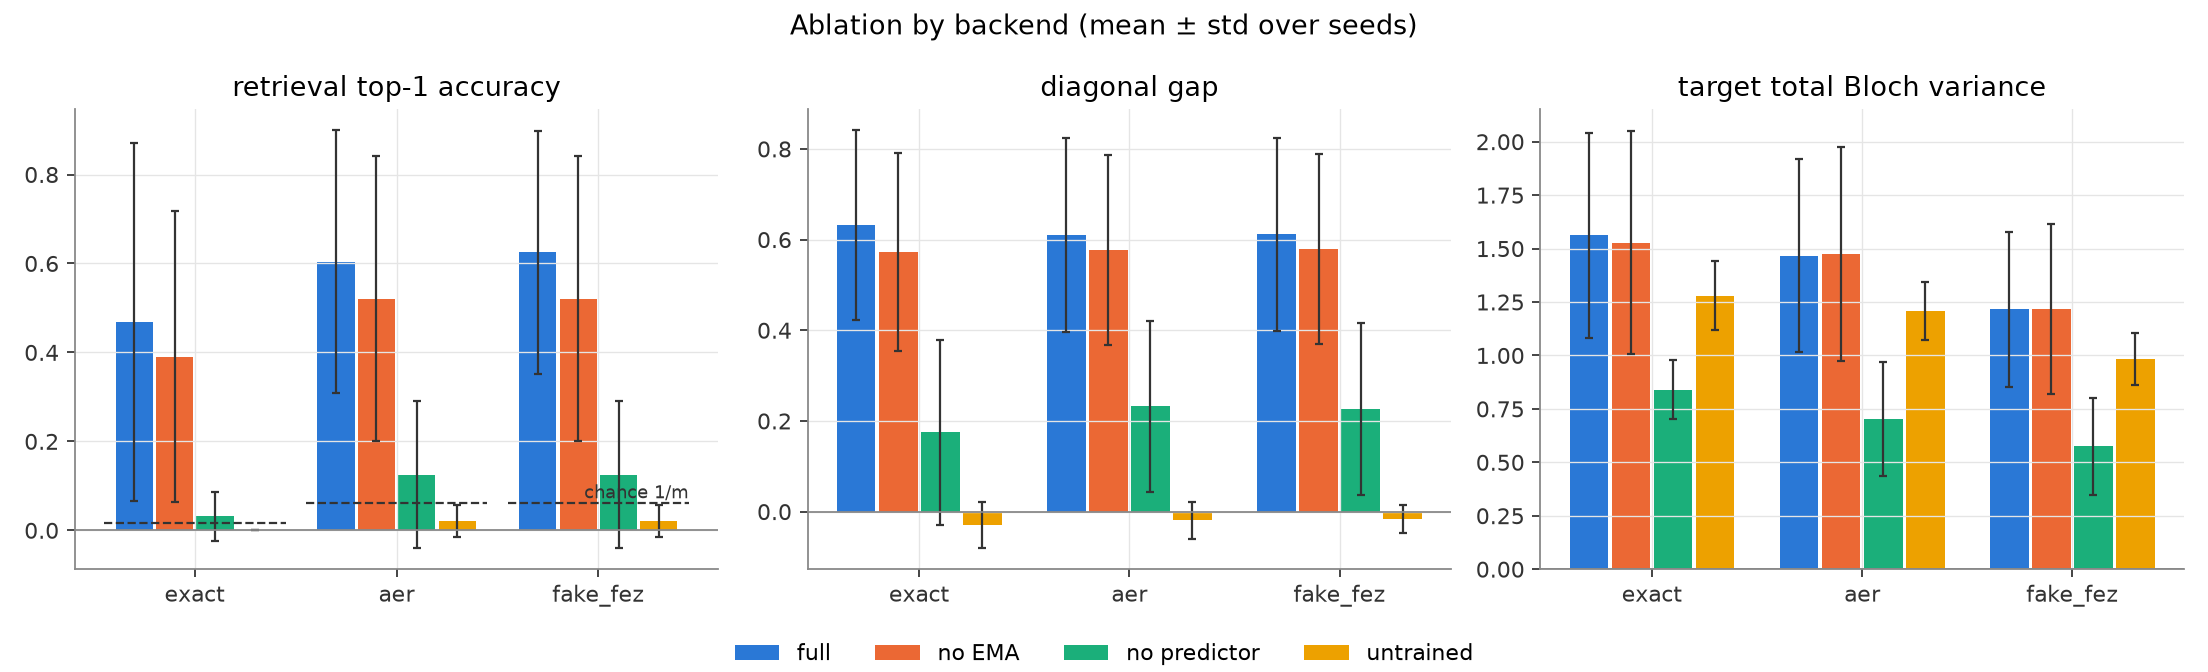 Ablation by backend (mean ± std over seeds)
retrieval top-1 accuracy
0.8
0.6
0.4
0.2
0.0
chance 1/m
exact
aer
fake_fez
diagonal gap
0.8
0.6
0.4
0.2
0.0
exact
aer
fake_fez
target total Bloch variance
2.00
1.75
1.50
1.25
1.00
0.75
0.50
0.25
0.00
exact
aer
fake_fez
full
no EMA
no predictor
untrained